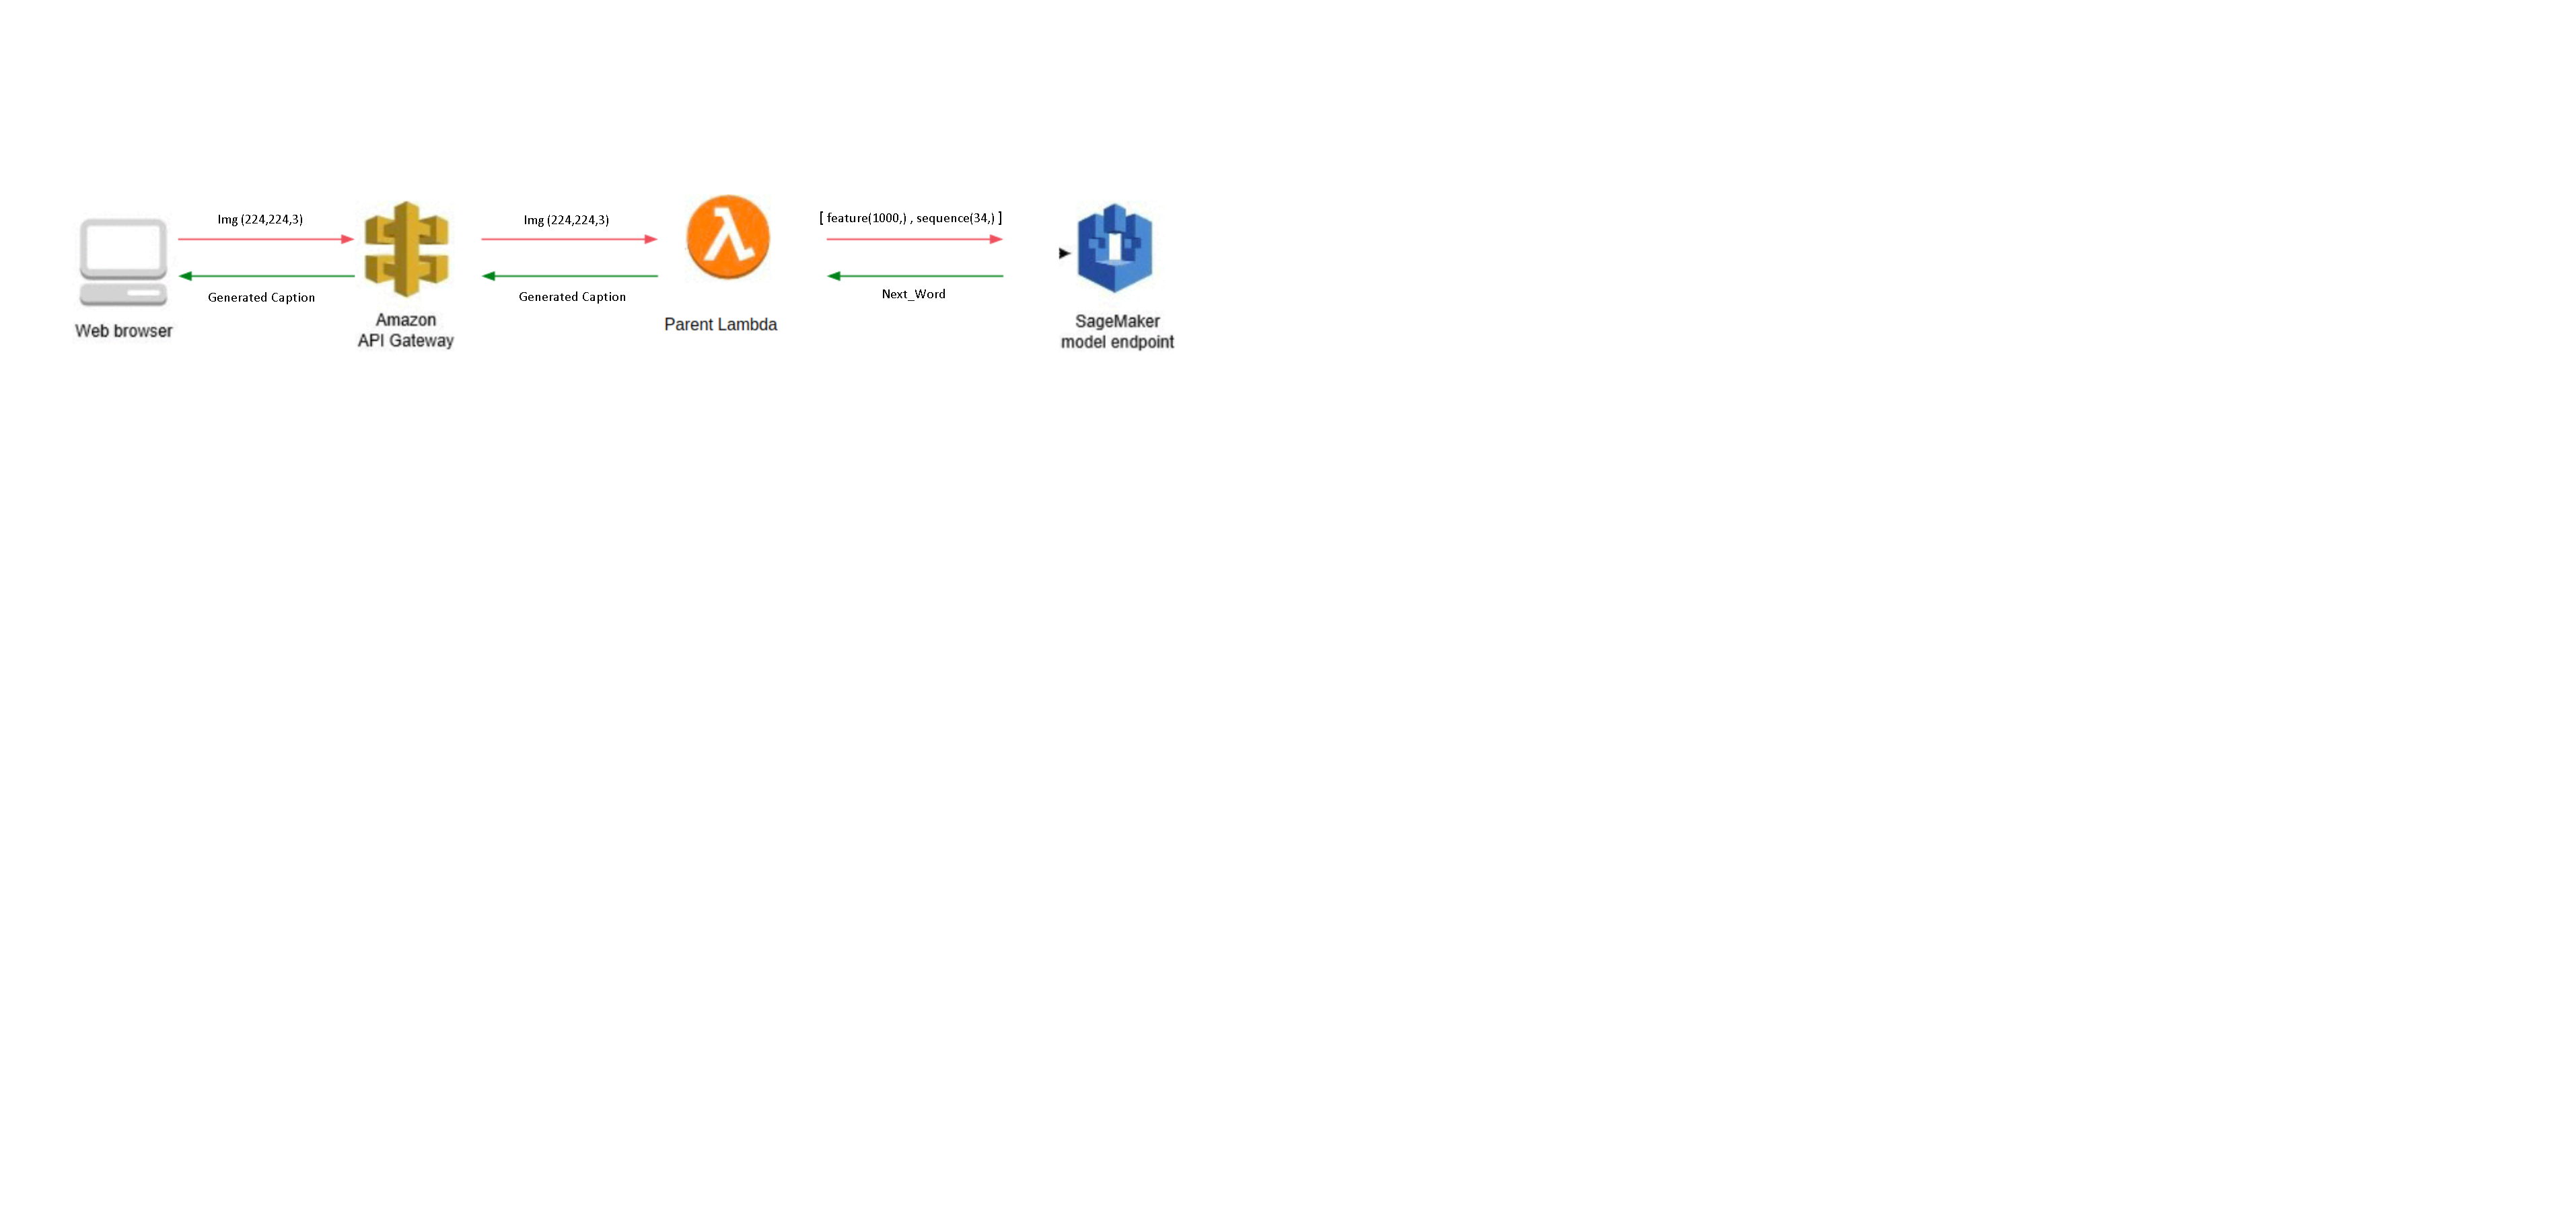 Img (224,224,3)
Generated Caption
Web browser
Amazon
API Gateway
Img (224,224,3)
Generated Caption
Parent Lambda
[ feature(1000,) , sequence(34,) ]
Next_Word
SageMaker
model endpoint